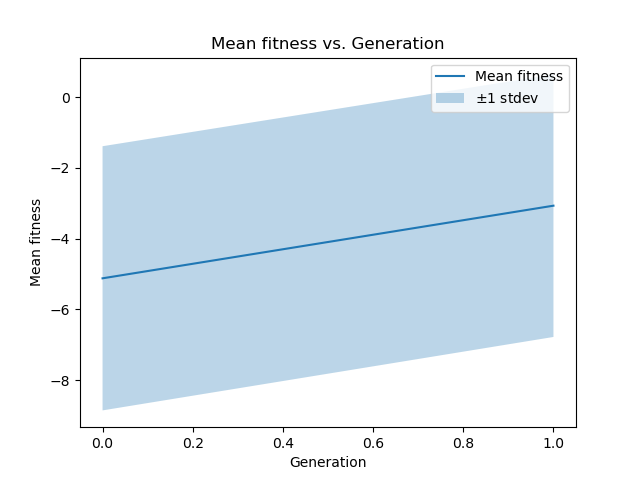 Mean fitness vs. Generation
Mean fitness
±1 stdev
Mean fitness
0
−2
−4
−6
−8
0.0 0.2 0.4 0.6 0.8 1.0
Generation